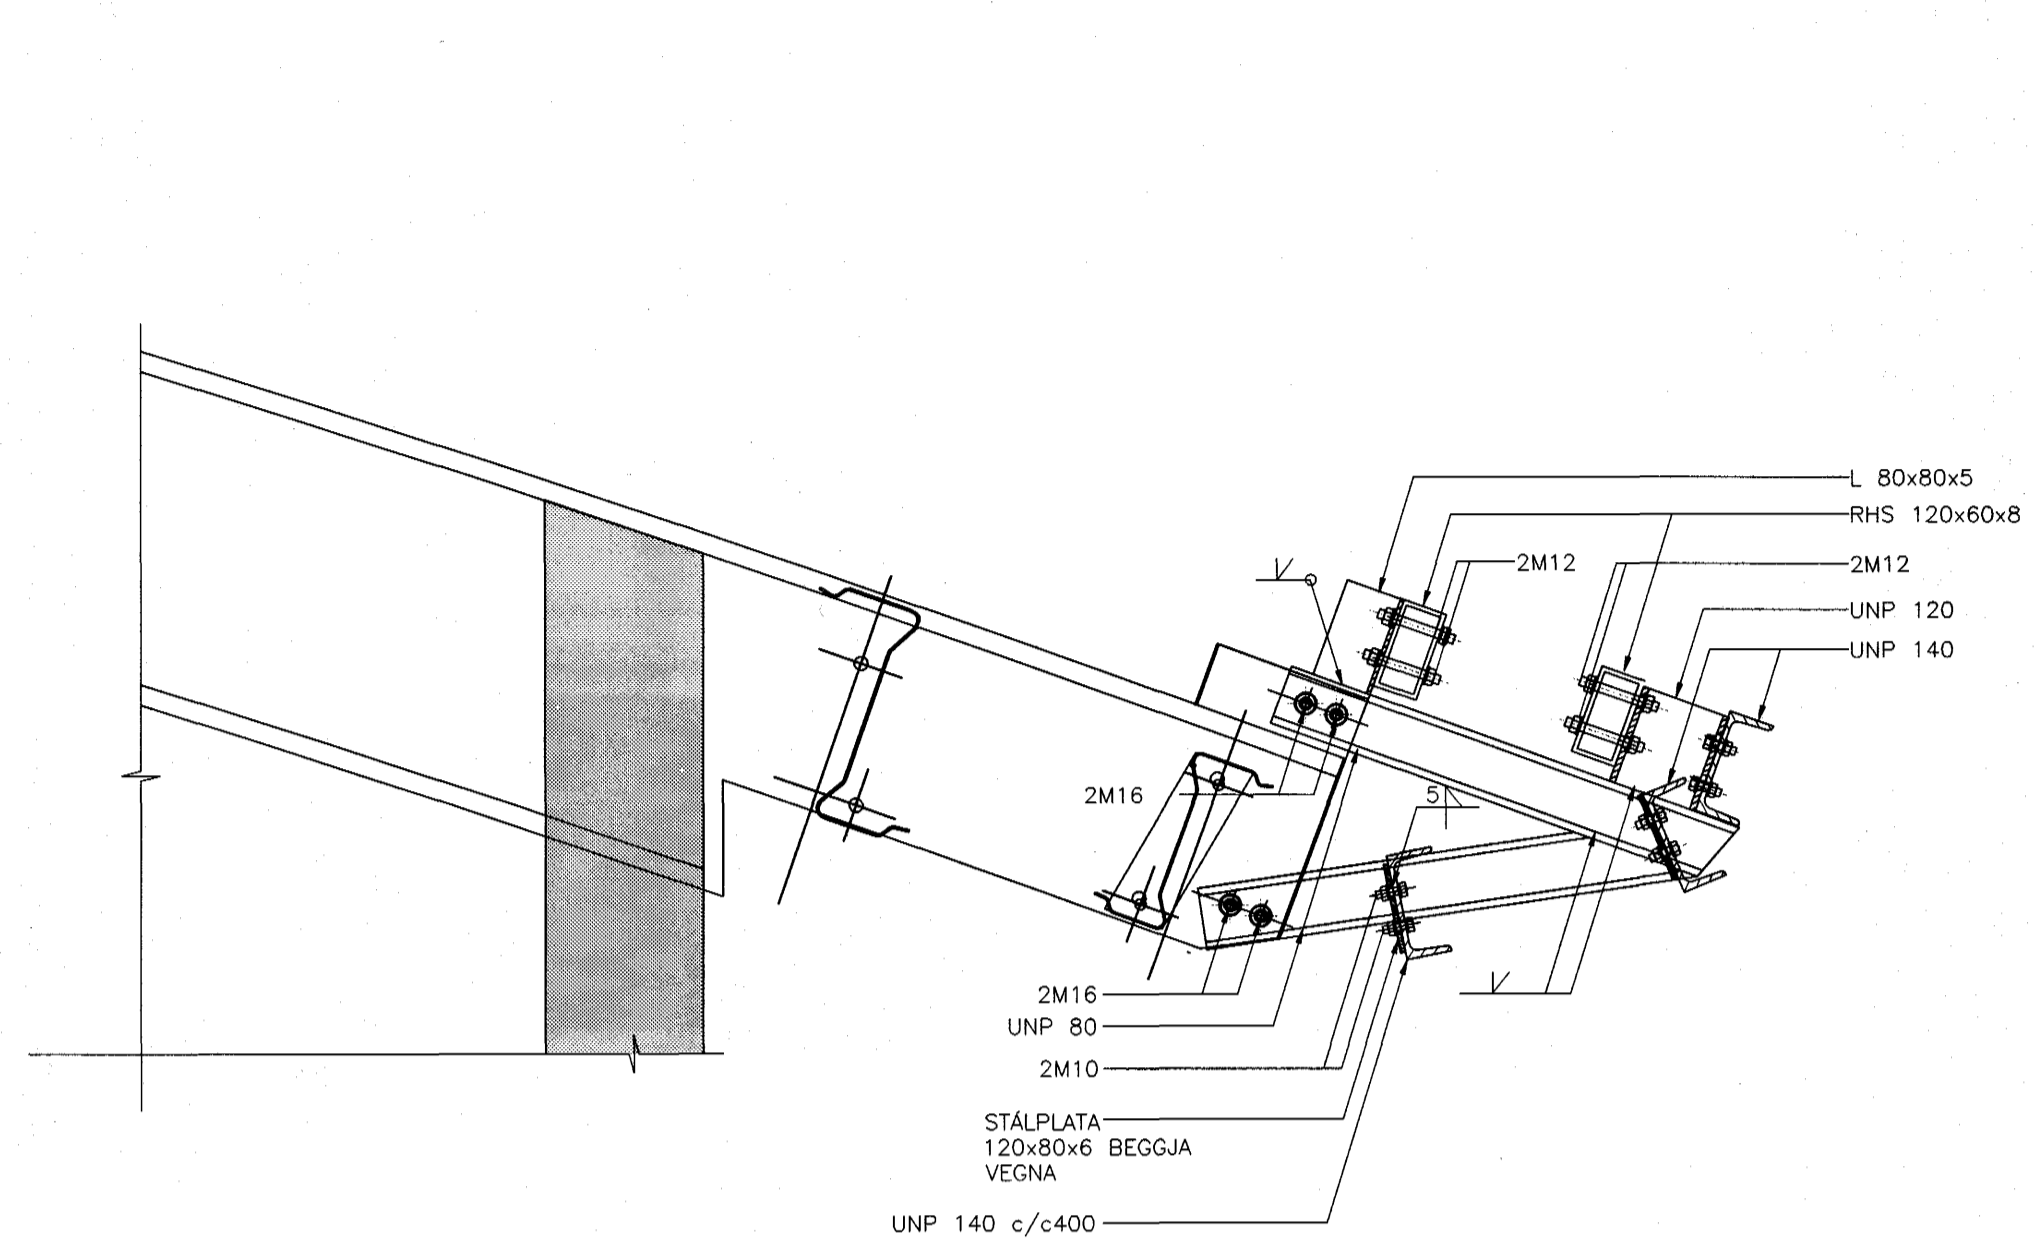 L 80x80x5
RHS 120x60x8
2M12
2M12
UNP 120
UNP 140
2M16
5
2M16
UNP 80
2M10
STÁLPLATA
120x80x6 BEGGJA
VEGNA
UNP 140 c/c400